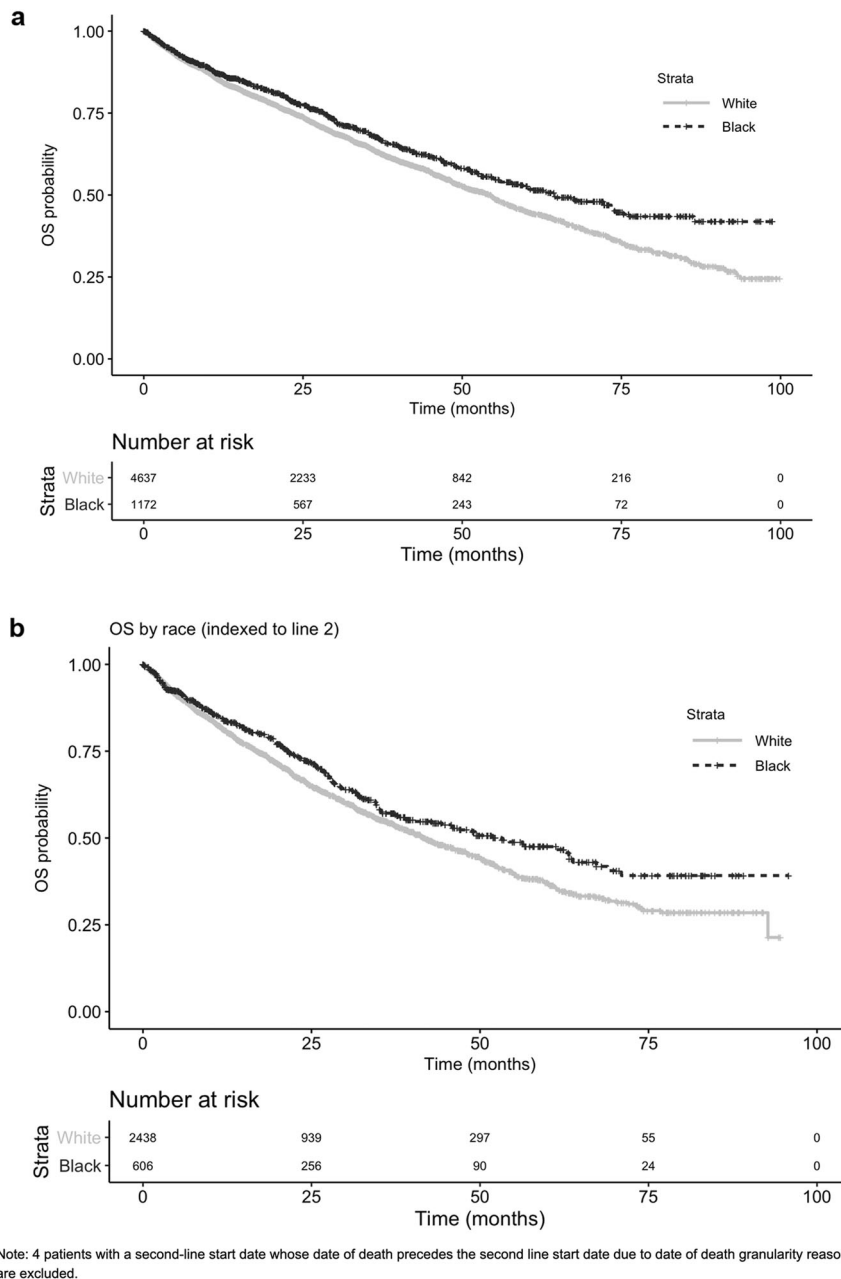 a
1.00
0.75
0.50
0.25
0.00
OS probability
Strata
White
Black
0 25 50 75 100
Time (months)
Number at risk
Strata
White 4637 2233 842 216 0
Black 1172 567 243 72 0
0 25 50 75 100
Time (months)
b
OS by race (indexed to line 2)
1.00
0.75
0.50
0.25
0.00
OS probability
Strata
White
Black
0 25 50 75 100
Time (months)
Number at risk
Strata
White 2438 939 297 55 0
Black 606 256 90 24 0
0 25 50 75 100
Time (months)
Note: 4 patients with a second-line start date whose date of death precedes the second line start date due to date of death granularity reaso
are excluded.